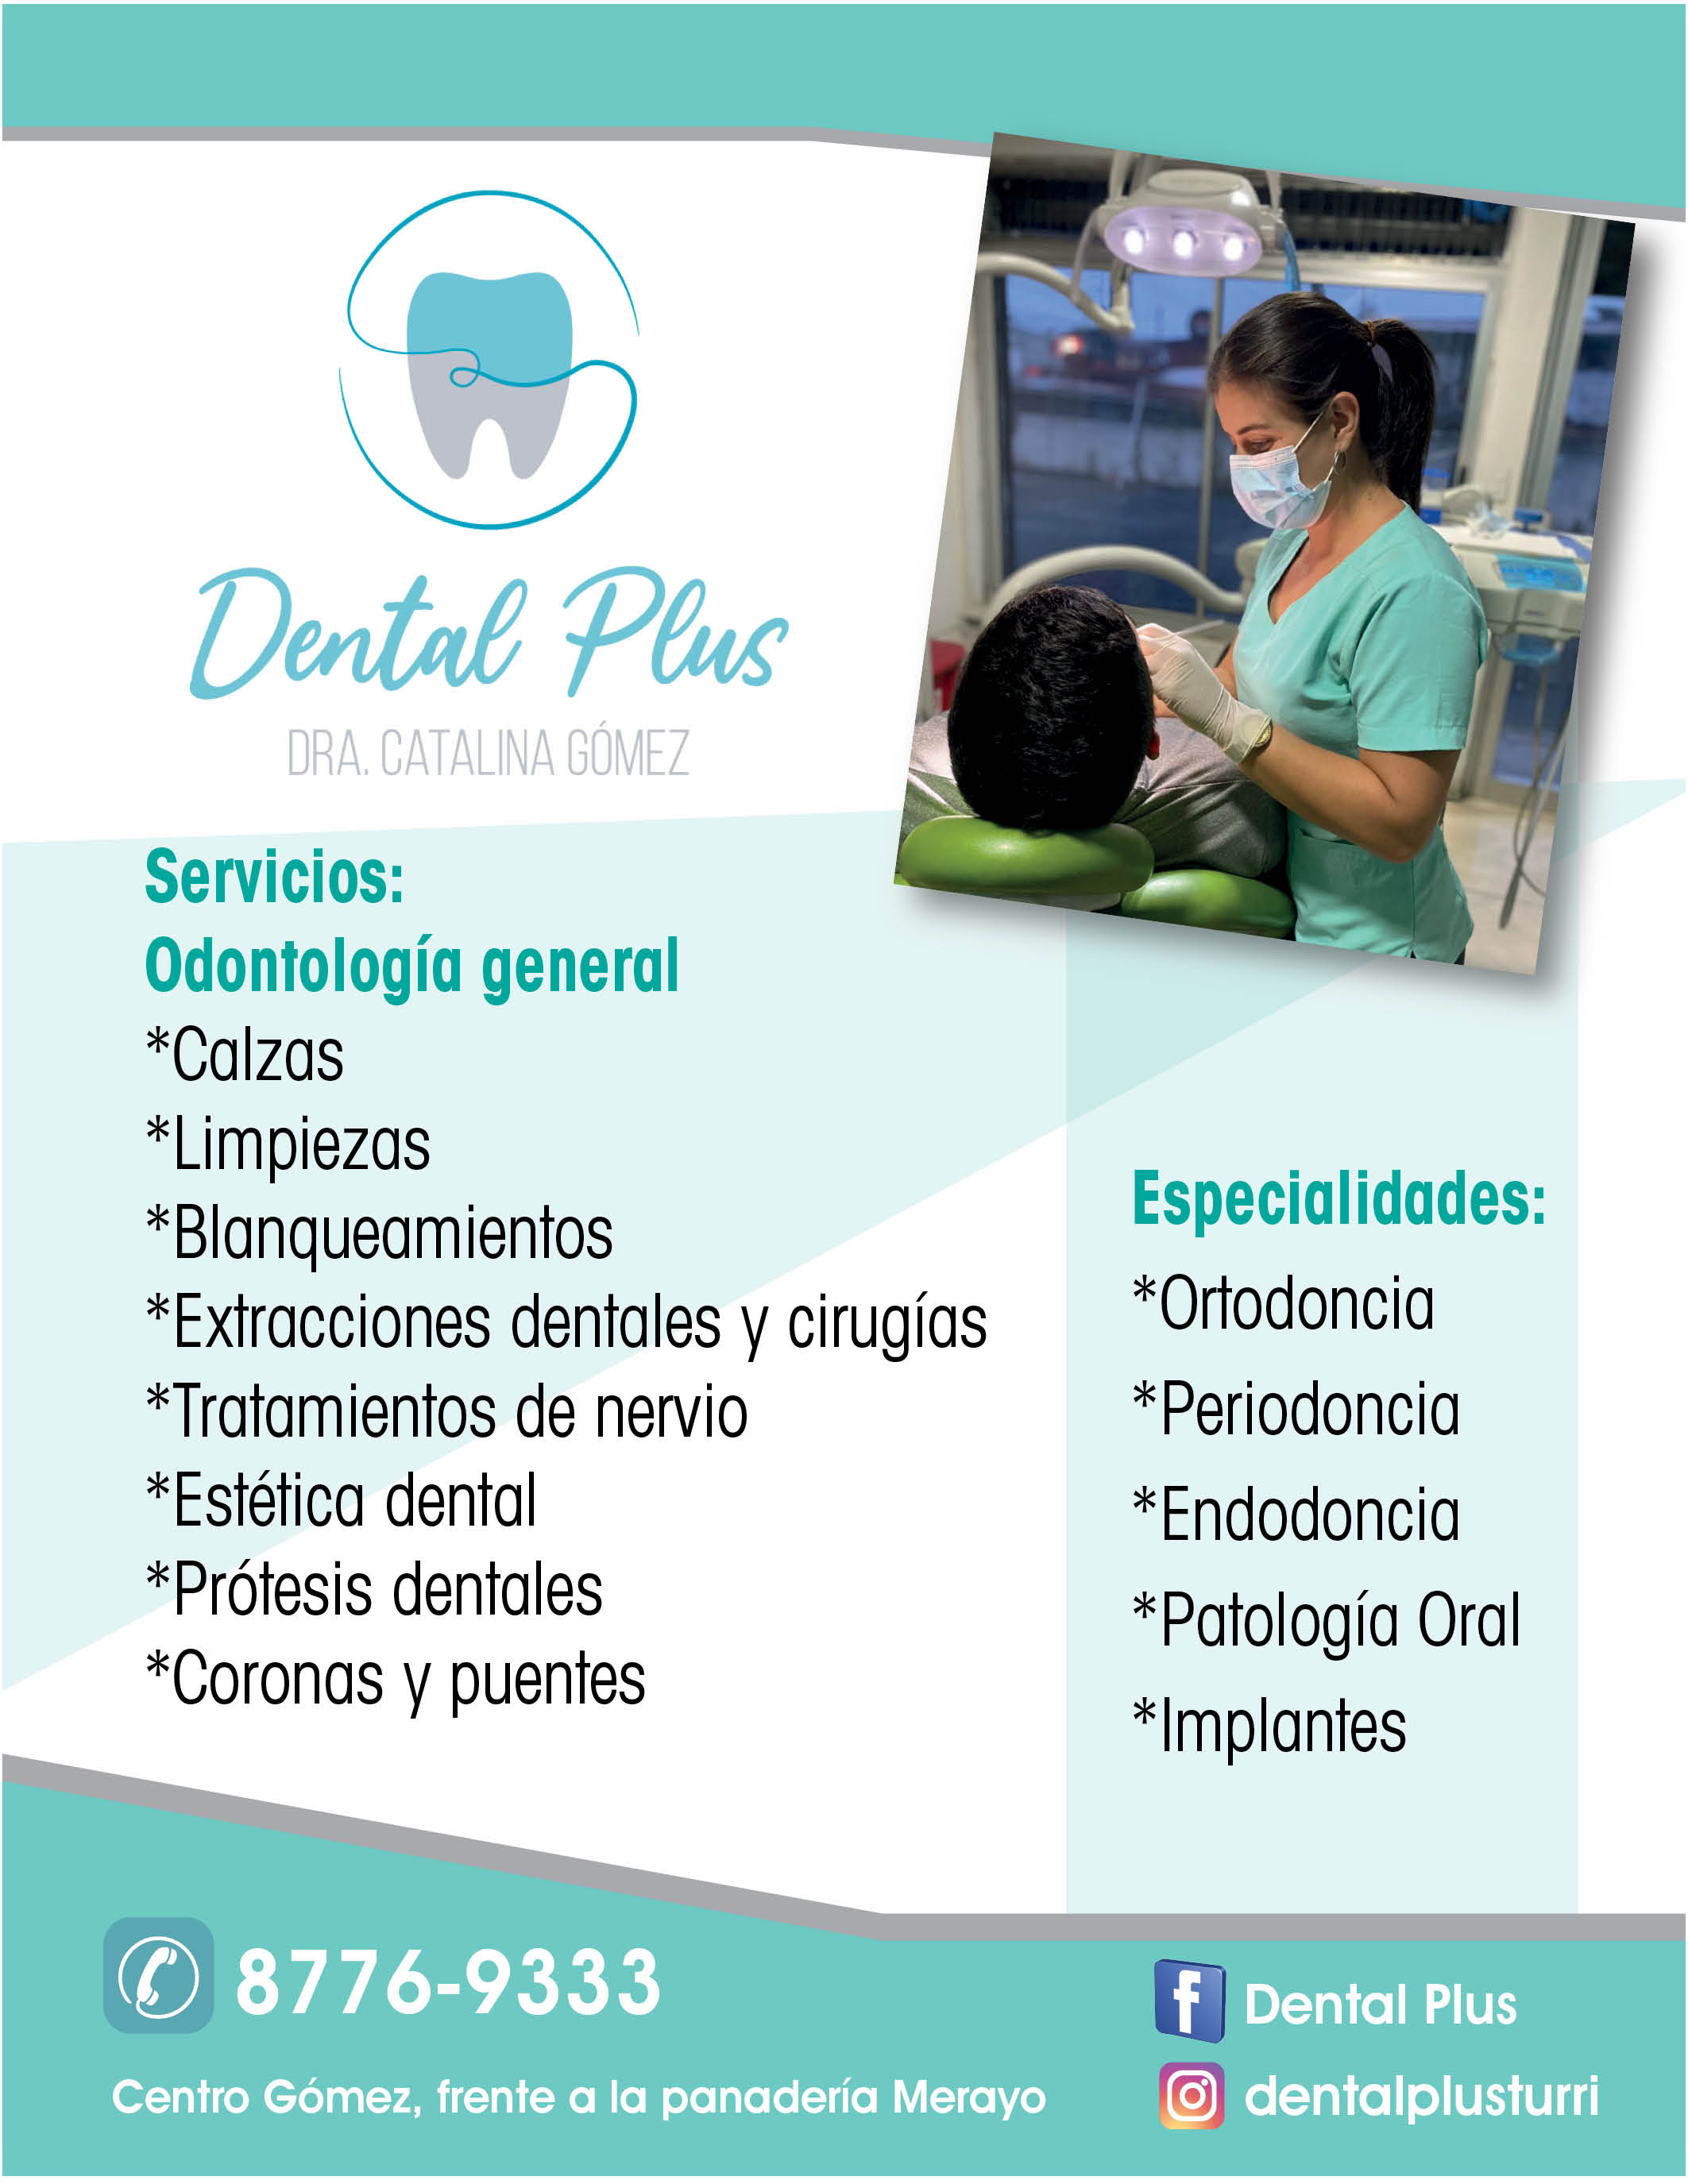 Dental Plus
DRA. CATALINA GÓMEZ
Servicios:
Odontología general
*Calzas
*Limpiezas
*Blanqueamientos
*Extracciones dentales y cirugías
*Tratamientos de nervio
*Estética dental
*Prótesis dentales
*Coronas y puentes
Especialidades:
*Ortodoncia
*Periodoncia
*Endodoncia
*Patología Oral
*Implantes
8776-9333
Centro Gómez, frente a la panadería Merayo
f Dental Plus
dentalplusturri